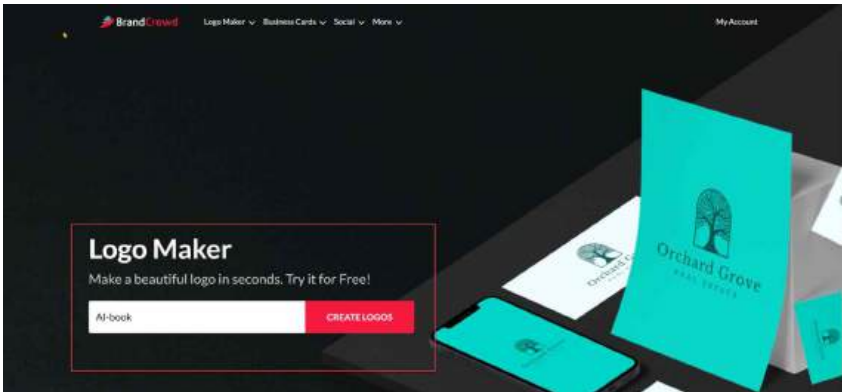 BrandCrowd Logo Maker Business Cards Social More My Account
Logo Maker
Make a beautiful logo in seconds. Try it for Free!
AI-book CREATE LOGOS
Orchard Grove
REAL ESTATE
Orchard G